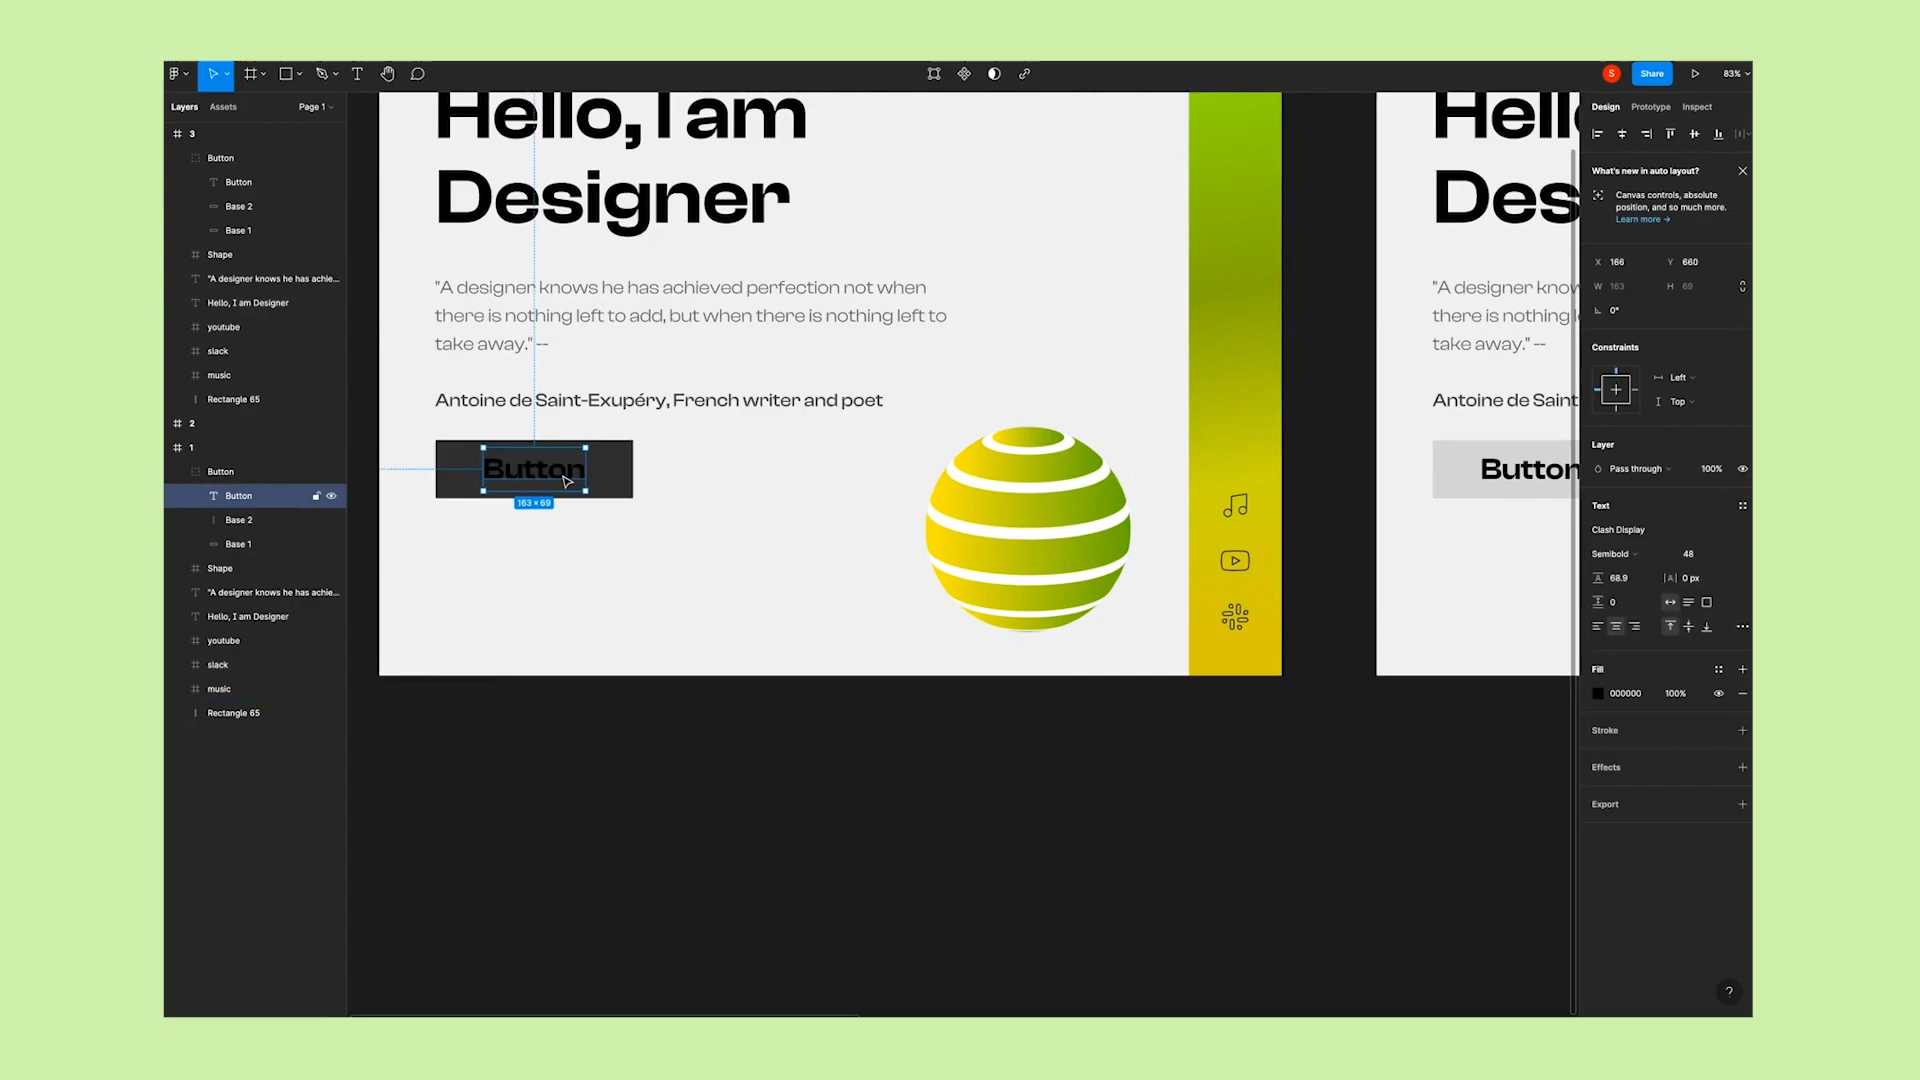 S
Share
83%
Layers
Assets
Page 1
3
Button
Button
Base 2
Base 1
Shape
"A designer knows he has achie...
Hello, I am Designer
youtube
slack
music
Rectangle 65
2
1
Button
Button
Base 2
Base 1
Shape
"A designer knows he has achie...
Hello, I am Designer
youtube
slack
music
Rectangle 65
Hello, I am
Designer
"A designer knows he has achieved perfection not when
there is nothing left to add, but when there is nothing left to
take away." --
Antoine de Saint-Exupéry, French writer and poet
Button
163 × 69
Hell
Des
"A designer know
there is nothing l
take away." --
Antoine de Saint
Button
Design
Prototype
Inspect
What's new in auto layout?
Canvas controls, absolute
position, and so much more.
Learn more →
X 166
Y 660
W 163
H 69
0°
Constraints
Left
Top
Layer
Pass through
100%
Text
Clash Display
Semibold
48
68.9
0 px
0
Fill
000000
100%
Stroke
Effects
Export
?